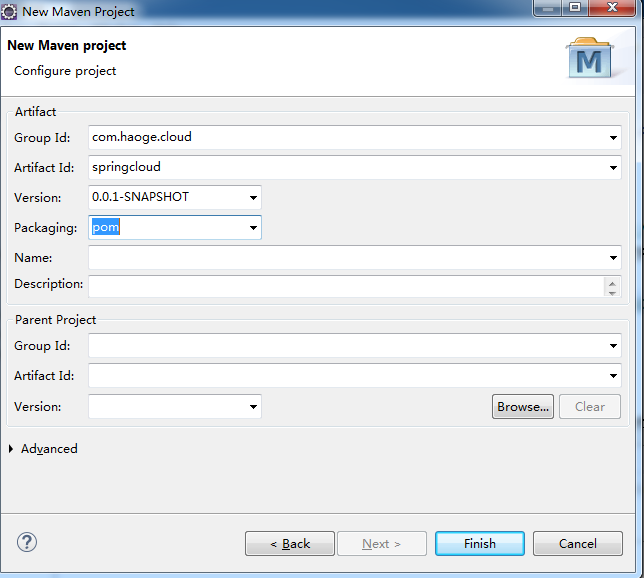 New Maven Project
New Maven project
Configure project
M
Artifact
Group Id: com.haoge.cloud
Artifact Id: springcloud
Version: 0.0.1-SNAPSHOT
Packaging: pom
Name:
Description:
Parent Project
Group Id:
Artifact Id:
Version: Browse... Clear
Advanced
? < Back Next > Finish Cancel